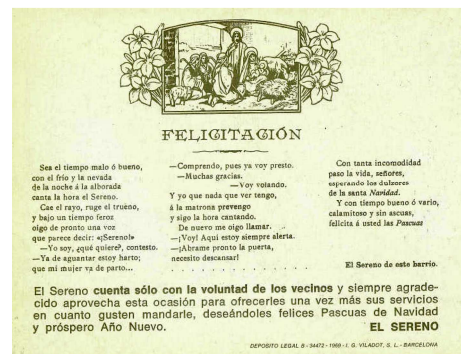 FELICITACIÓN
Sea el tiempo malo ó bueno,
con el frío y la nevada
de la noche á la alborada
canta la hora el Sereno.
Cae el rayo, ruge el trueno,
y bajo un tiempo feroz
oigo de pronto una voz
que parece decir: «¡Sereno!»
—Yo soy, ¿qué quiere?, contesto.
—Ya de aguantar estoy harto;
que mi mujer va de parto...
—Comprendo, pues ya voy presto.
—Muchas gracias.
—Voy volando.
Y yo que nada que ver tengo,
á la matrona prevengo
y sigo la hora cantando.
De nuevo me oigo llamar.
—¡Voy! Aquí estoy siempre alerta.
—¡Abrame pronto la puerta,
necesito descansar!
. . . . . . . . . . . . . .
Con tanta incomodidad
paso la vida, señores,
esperando los dulzores
de la santa Navidad.
Y con tiempo bueno ó vario,
calamitoso y sin ascuas,
felicita á usted las Pascuas
El Sereno de este barrio.
El Sereno cuenta sólo con la voluntad de los vecinos y siempre agrade-
cido aprovecha esta ocasión para ofrecerles una vez más sus servicios
en cuanto gusten mandarle, deseándoles felices Pascuas de Navidad
y próspero Año Nuevo.
EL SERENO
DEPOSITO LEGAL B - 34472 - 1969 - I. G. VILADOT, S. L. - BARCELONA